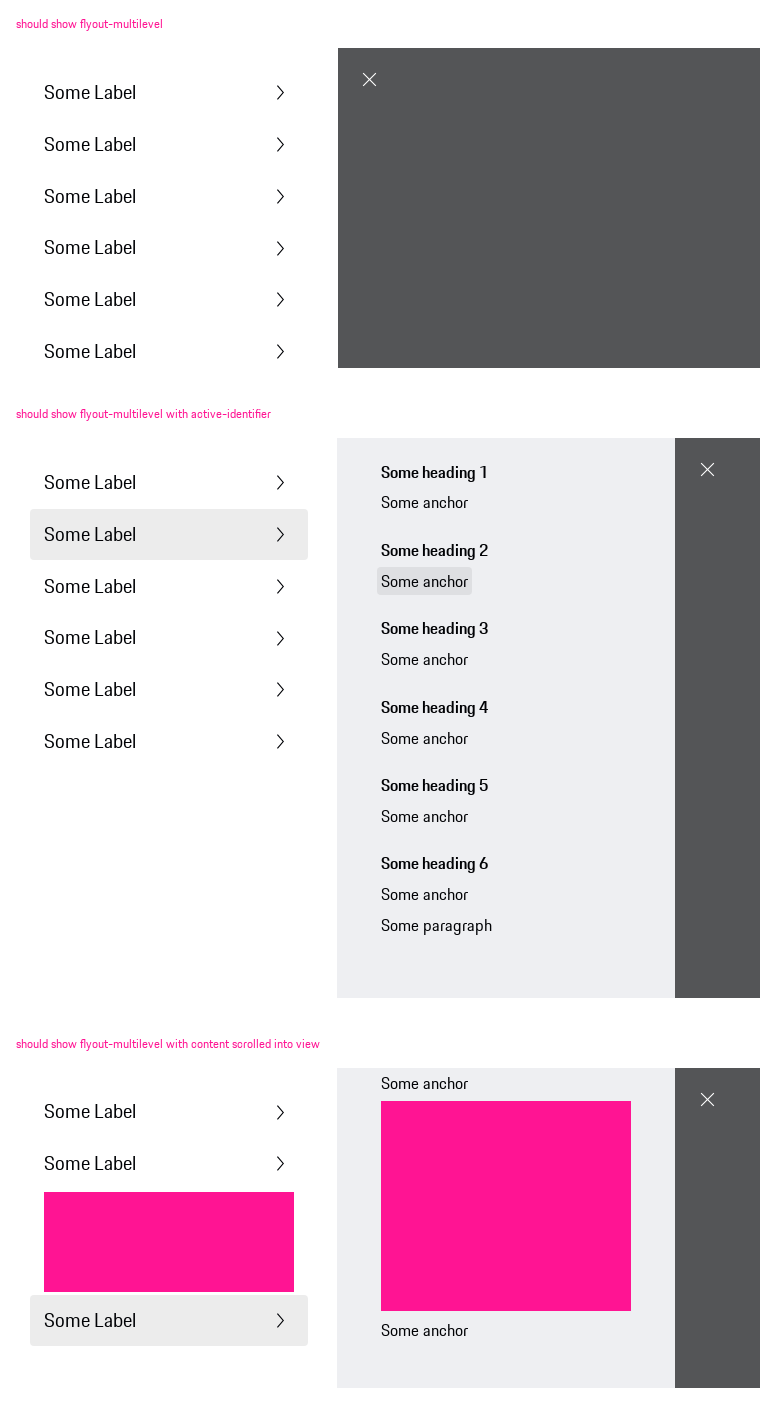 should show flyout-multilevel
Some Label
Some Label
Some Label
Some Label
Some Label
Some Label
should show flyout-multilevel with active-identifier
Some Label
Some Label
Some Label
Some Label
Some Label
Some Label
Some heading 1
Some anchor
Some heading 2
Some anchor
Some heading 3
Some anchor
Some heading 4
Some anchor
Some heading 5
Some anchor
Some heading 6
Some anchor
Some paragraph
should show flyout-multilevel with content scrolled into view
Some Label
Some Label
Some Label
Some anchor
Some anchor